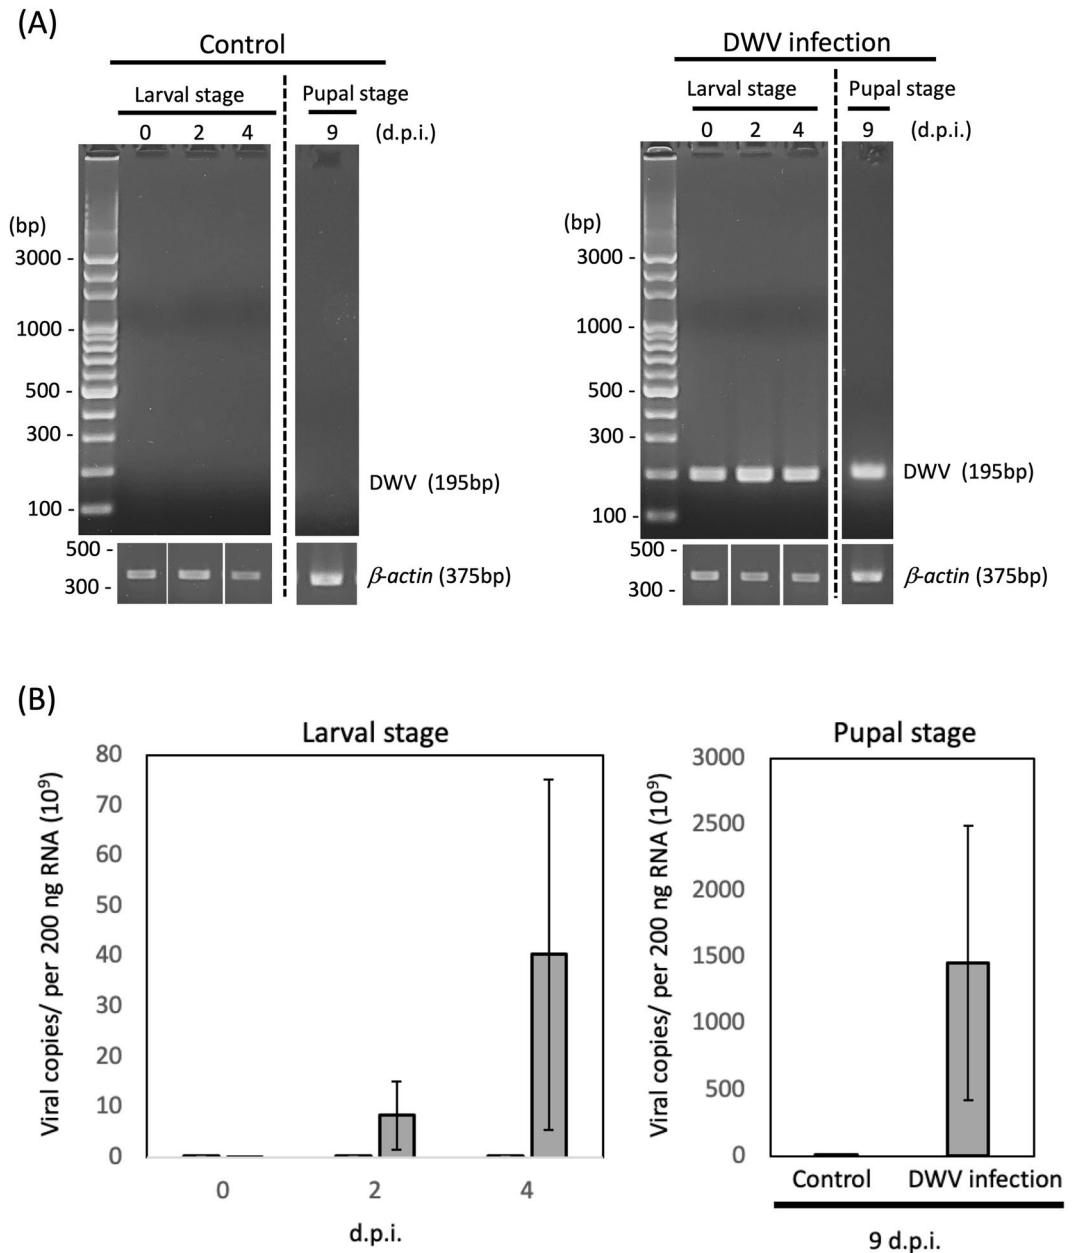 (A)
Control
Larval stage
Pupal stage
0 2 4 9 (d.p.i.)
(bp)
3000 -
1000 -
500 -
300 -
DWV (195bp)
100 -
500 -
300 -
β-actin (375bp)
DWV infection
Larval stage
Pupal stage
0 2 4 9 (d.p.i.)
(bp)
3000 -
1000 -
500 -
300 -
DWV (195bp)
100 -
500 -
300 -
β-actin (375bp)
(B)
Larval stage
Viral copies/ per 200 ng RNA (10⁹)
80
70
60
50
40
30
20
10
0
0 2 4
d.p.i.
Pupal stage
Viral copies/ per 200 ng RNA (10⁹)
3000
2500
2000
1500
1000
500
0
Control DWV infection
9 d.p.i.